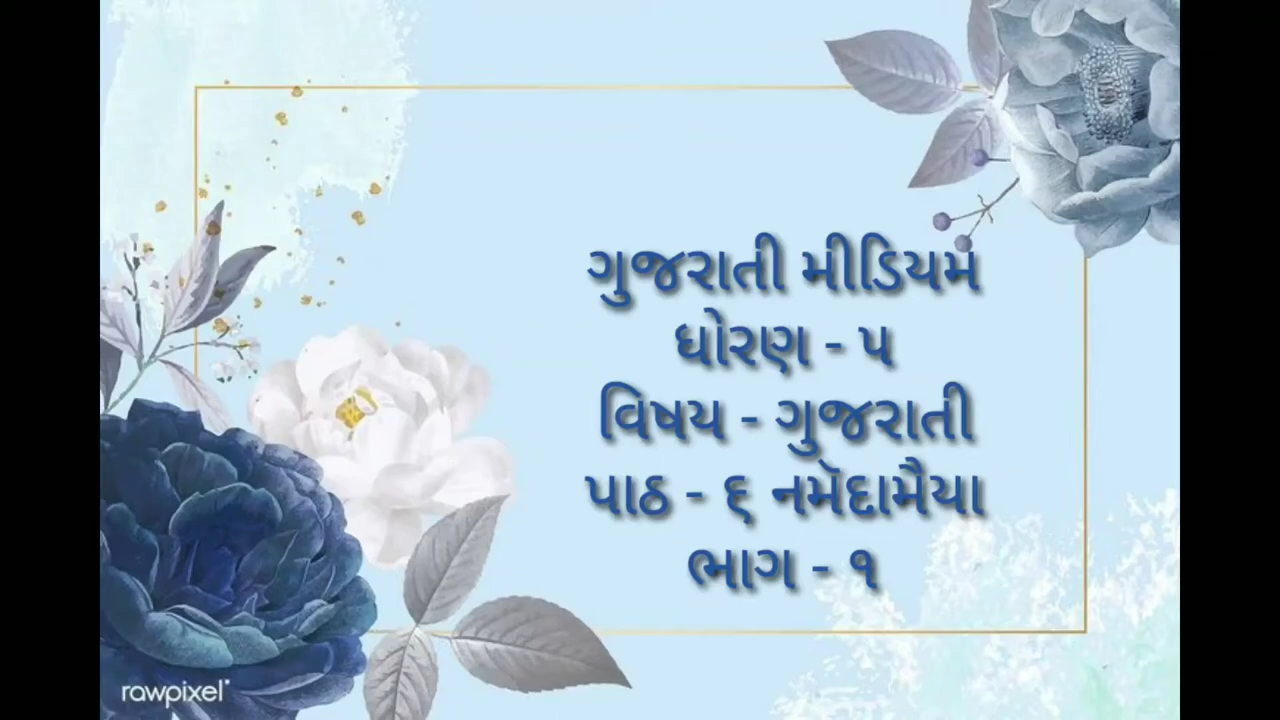 ગુજરાતી મીડિયમ
ધોરણ - ૫
વિષય - ગુજરાતી
પાઠ - ૬ નમૅદામૈયા
ભાગ - ૧
rawpixel